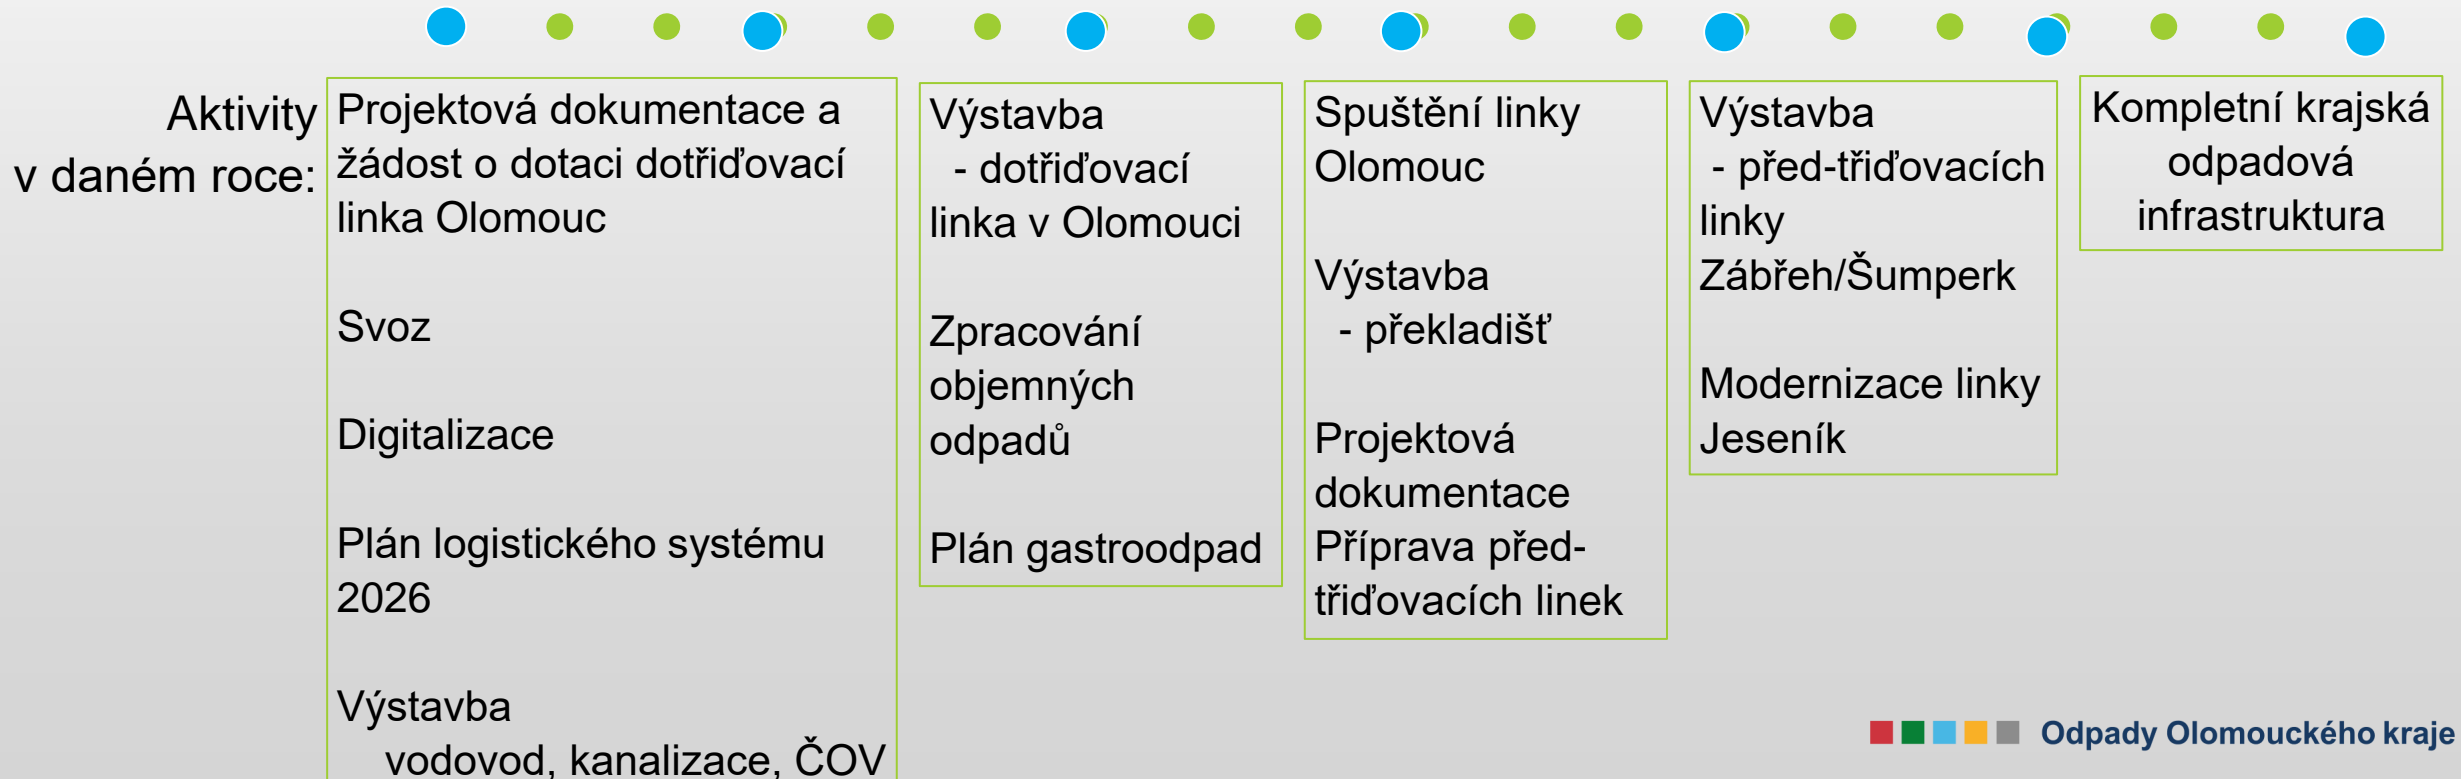 Aktivity
v daném roce:
Projektová dokumentace a
žádost o dotaci dotřiďovací
linka Olomouc
Svoz
Digitalizace
Plán logistického systému
2026
Výstavba
vodovod, kanalizace, ČOV
Výstavba
- dotřiďovací
linka v Olomouci
Zpracování
objemných
odpadů
Plán gastroodpad
Spuštění linky
Olomouc
Výstavba
- překladišť
Projektová
dokumentace
Příprava před-
třiďovacích linek
Výstavba
- před-třiďovacích
linky
Zábřeh/Šumperk
Modernizace linky
Jeseník
Kompletní krajská
odpadová
infrastruktura
Odpady Olomouckého kraje